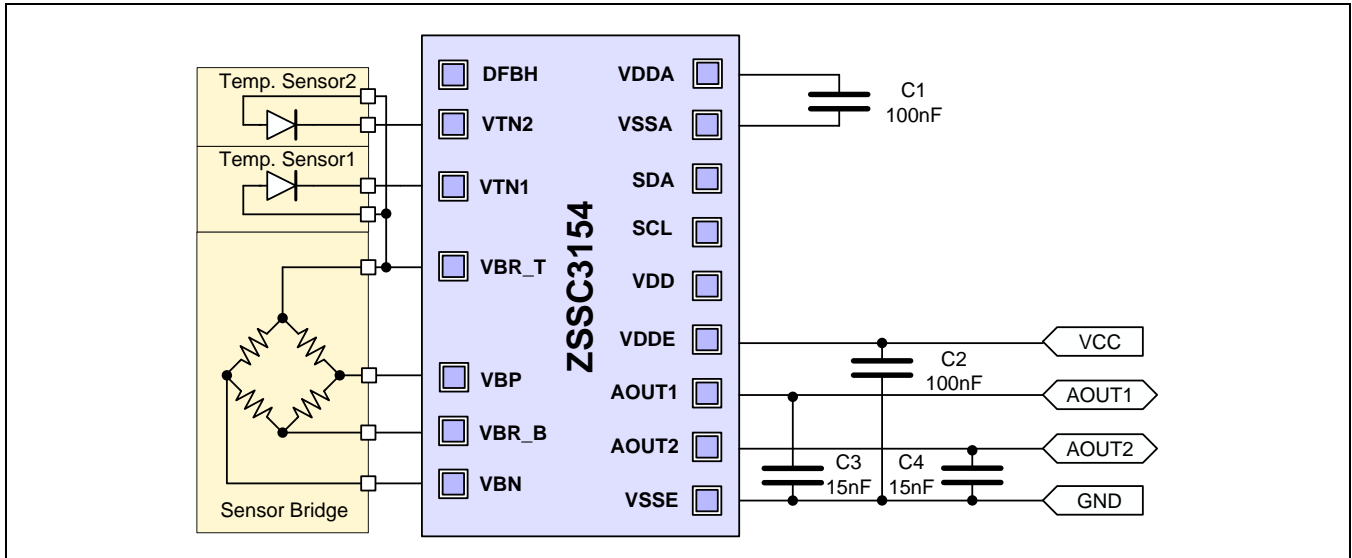 Temp. Sensor2
Temp. Sensor1
Sensor Bridge
DFBH
VTN2
VTN1
VBR_T
VBP
VBR_B
VBN
ZSSC3154
VDDA
VSSA
SDA
SCL
VDD
VDDE
AOUT1
AOUT2
VSSE
C1
100nF
C2
100nF
C3
15nF
C4
15nF
VCC
AOUT1
AOUT2
GND